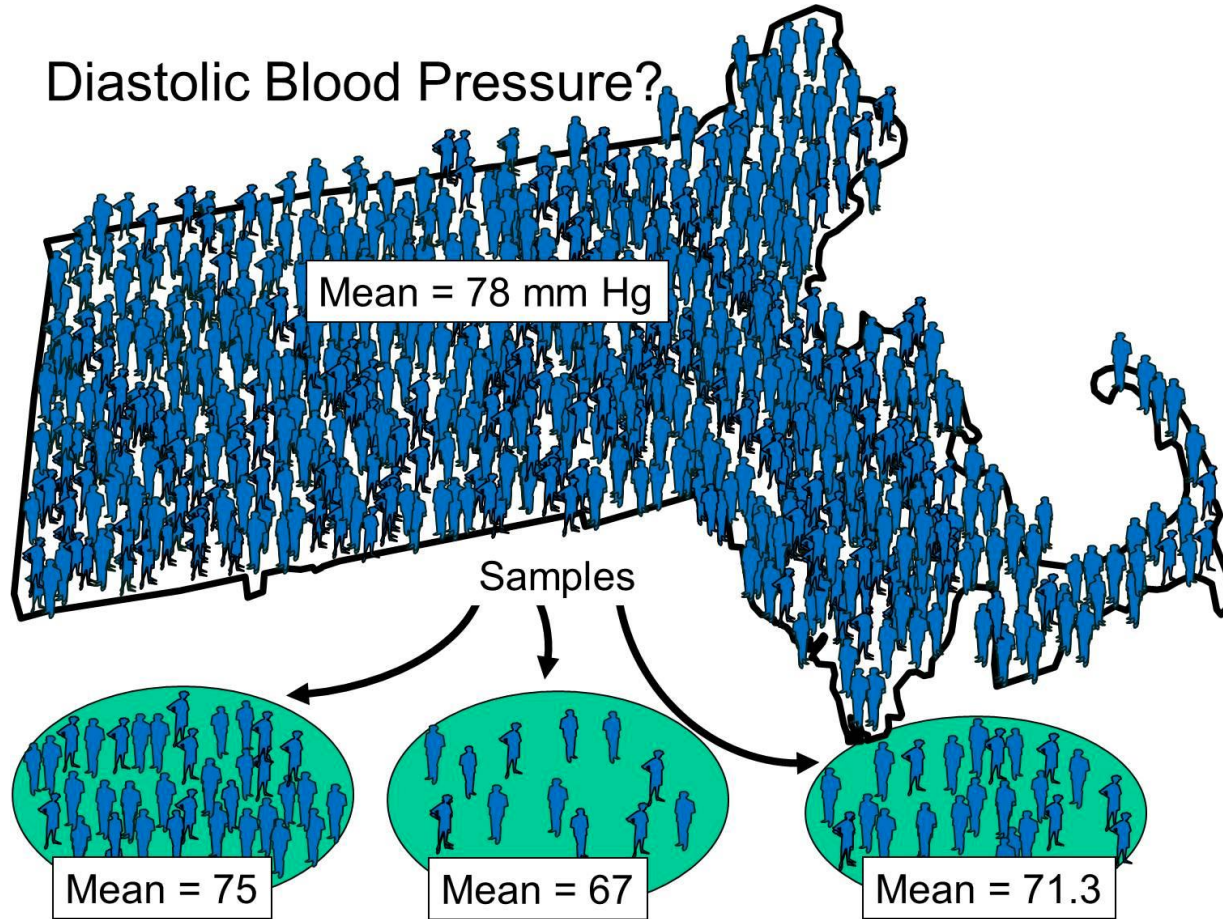 Diastolic Blood Pressure?
Mean = 78 mm Hg
Samples
Mean = 75
Mean = 67
Mean = 71.3